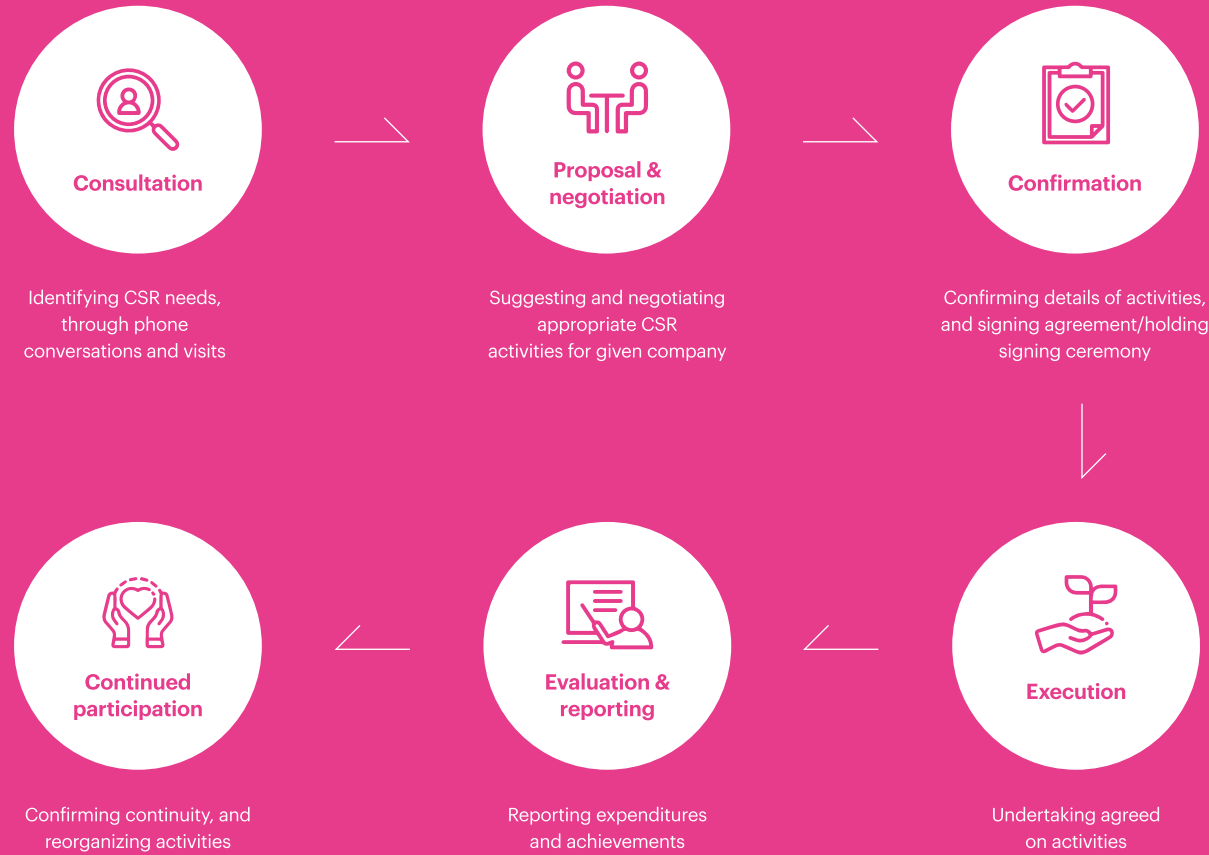 Consultation
Identifying CSR needs,
through phone
conversations and visits
Proposal &
negotiation
Suggesting and negotiating
appropriate CSR
activities for given company
Confirmation
Confirming details of activities,
and signing agreement/holding
signing ceremony
Execution
Undertaking agreed
on activities
Evaluation &
reporting
Reporting expenditures
and achievements
Continued
participation
Confirming continuity, and
reorganizing activities